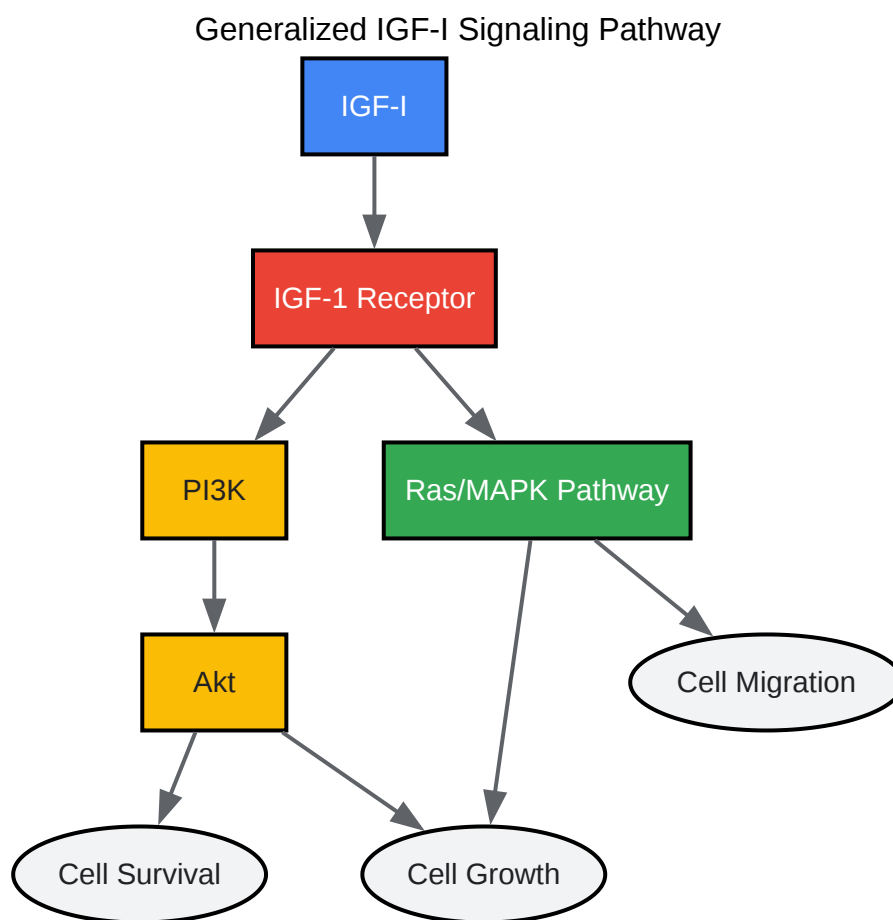 Generalized IGF-I Signaling Pathway
IGF-I
IGF-1 Receptor
PI3K
Ras/MAPK Pathway
Akt
Cell Migration
Cell Survival
Cell Growth